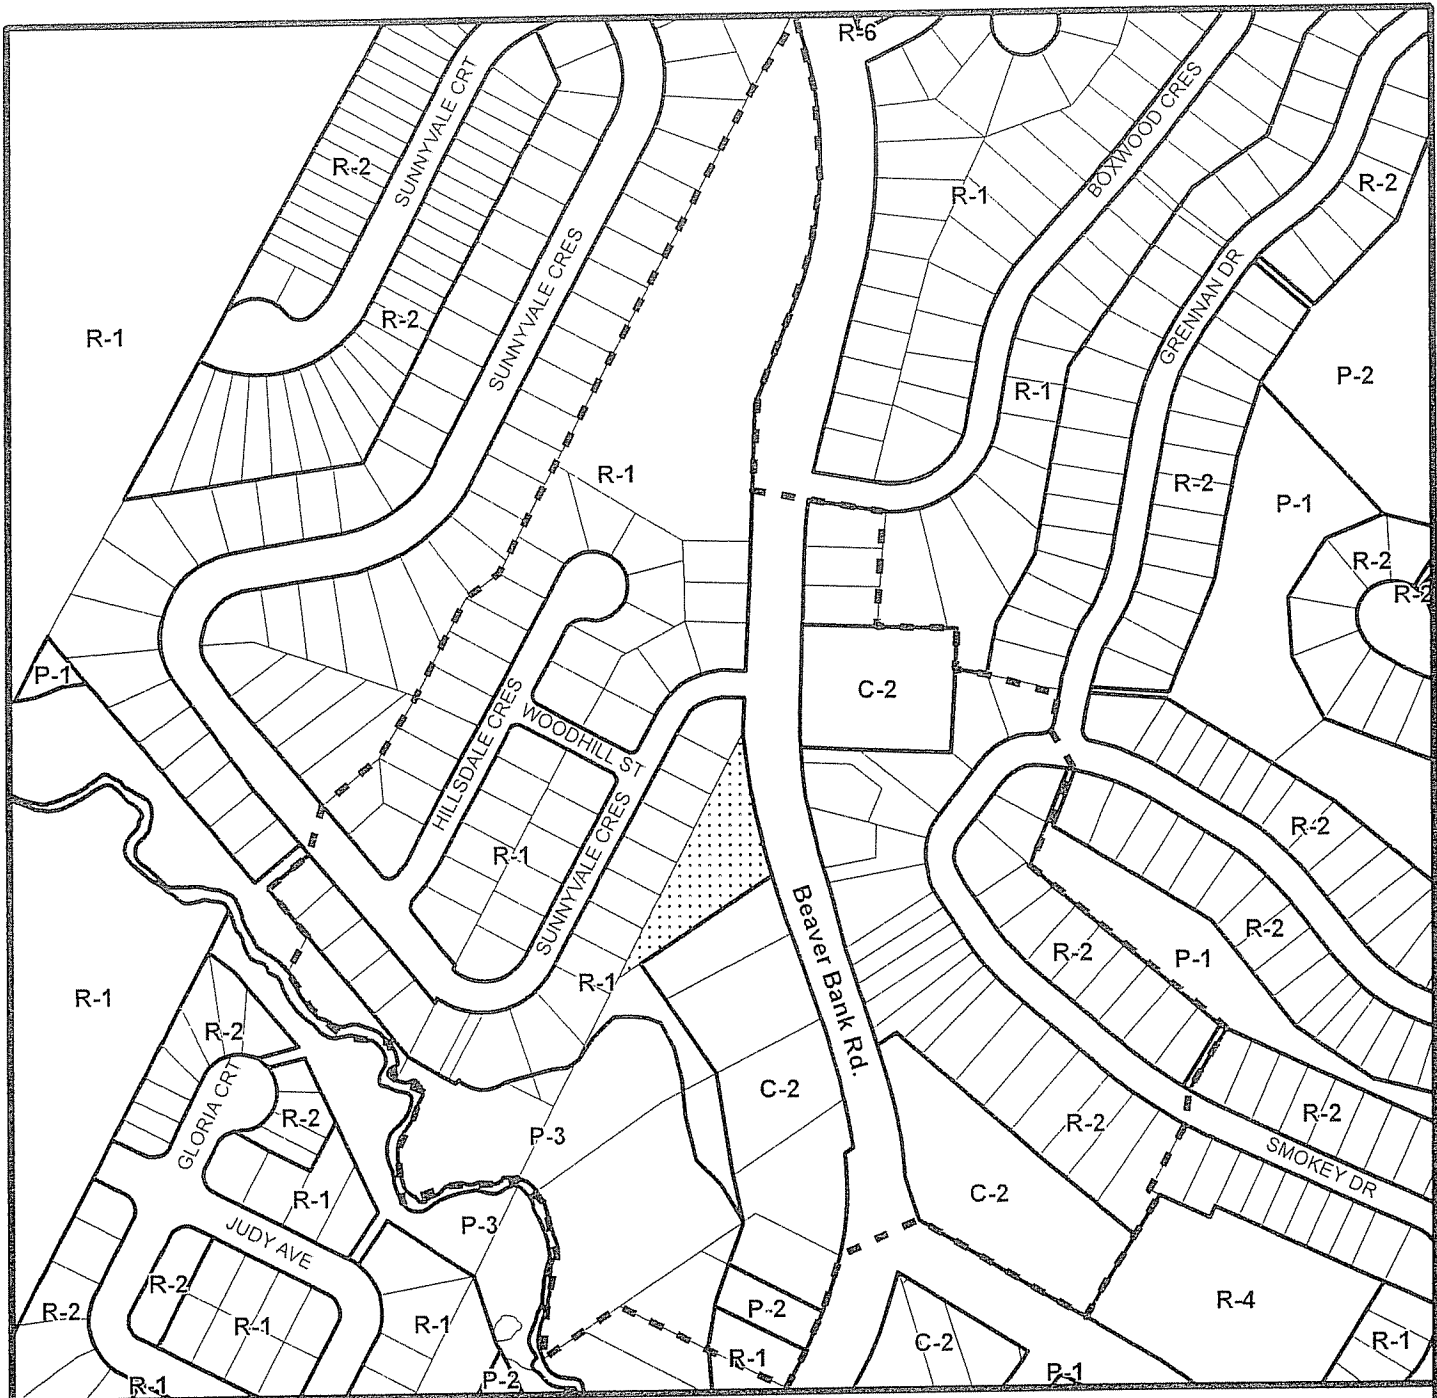 R-6
SUNNYVALE CRT
BOXWOOD CRES
R-2
R-1
R-2
SUNNYVALE CRES
GRENNAN DR
R-2
R-1
P-2
R-1
R-1
R-2
P-1
R-2
R-2
P-1
C-2
HILLSDALE CRES
WOODHILL ST
R-1
SUNNYVALE CRES
R-2
Beaver Bank Rd.
R-2
R-2
P-1
R-1
R-1
R-2
GLORIA CRT
R-2
C-2
R-2
R-2
P-3
SMOKEY DR
R-1
C-2
P-3
JUDY AVE
R-2
R-2
R-1
R-1
P-2
R-4
C-2
R-1
R-1
P-1
P-2
R-1